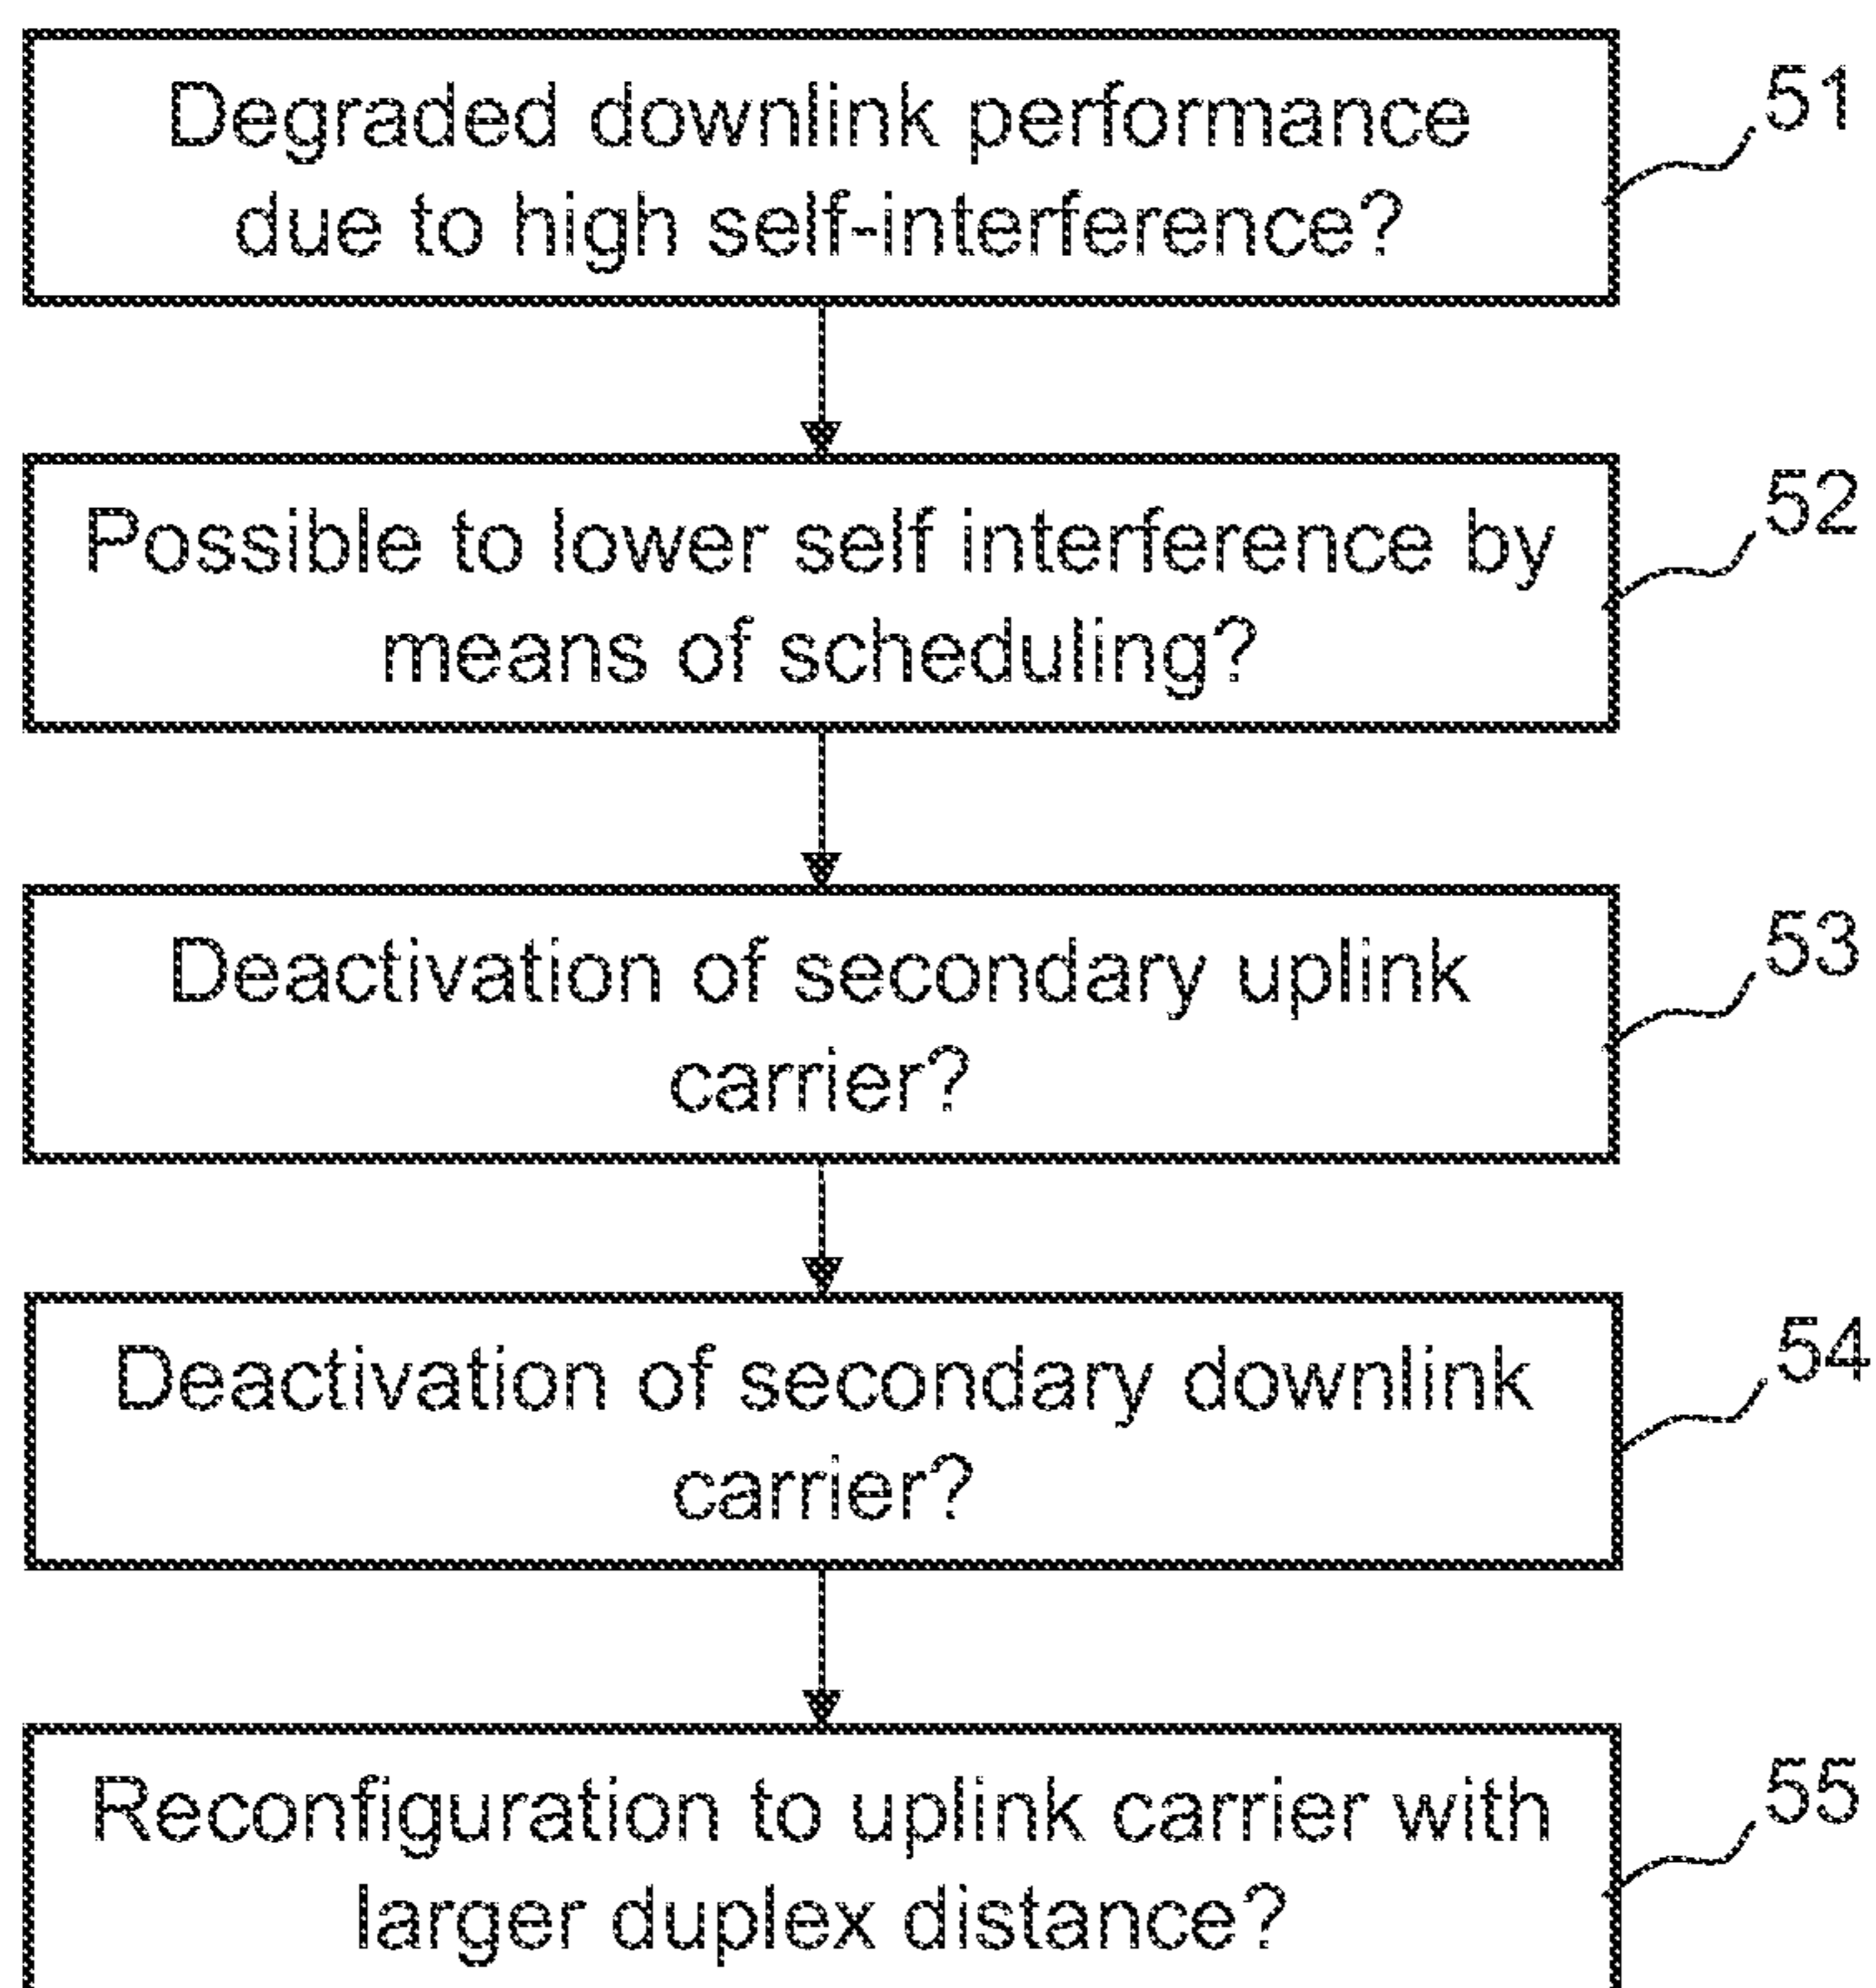 Degraded downlink performance
due to high self-interference?
51
Possible to lower self interference by
means of scheduling?
52
Deactivation of secondary uplink
carrier?
53
Deactivation of secondary downlink
carrier?
54
Reconfiguration to uplink carrier with
larger duplex distance?
55